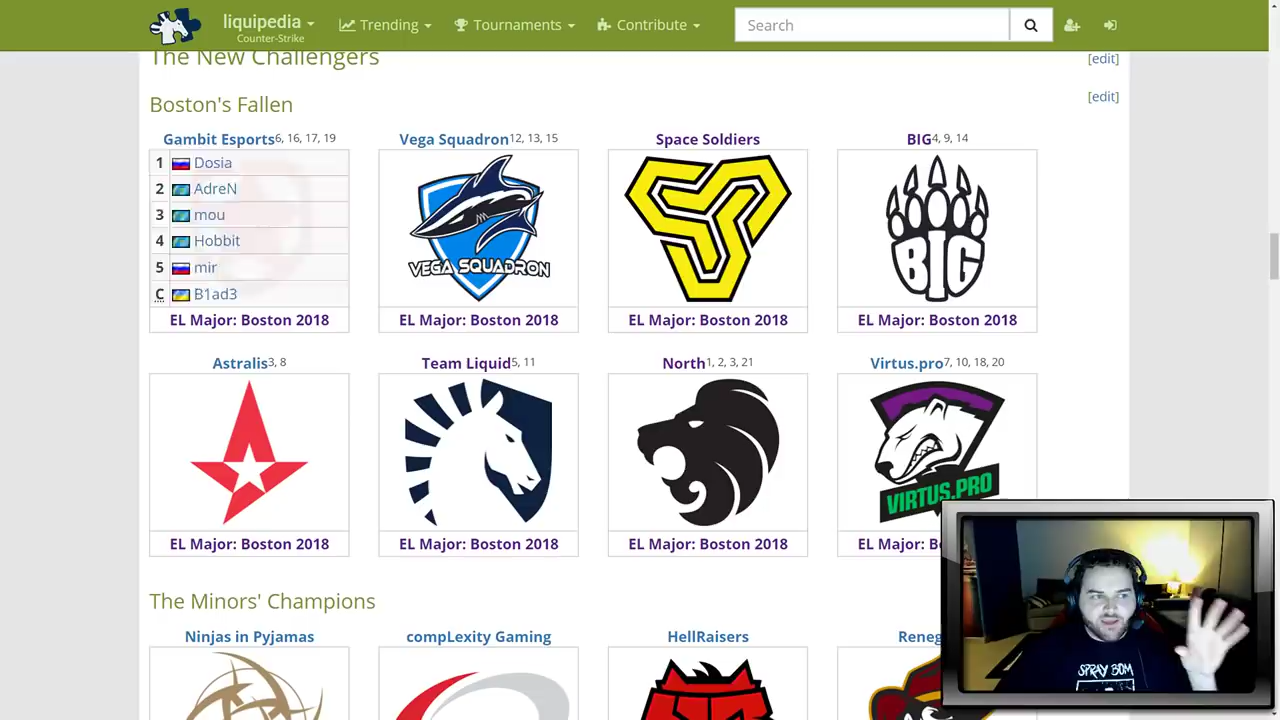 liquipedia
Counter-Strike
Trending
Tournaments
Contribute
Search
The New Challengers
[edit]
Boston's Fallen
[edit]
Gambit Esports6, 16, 17, 19
1 Dosia
2 AdreN
3 mou
4 Hobbit
5 mir
C B1ad3
EL Major: Boston 2018
Vega Squadron12, 13, 15
VEGA SQUADRON
EL Major: Boston 2018
Space Soldiers
EL Major: Boston 2018
BIG4, 9, 14
BIG
EL Major: Boston 2018
Astralis3, 8
EL Major: Boston 2018
Team Liquid5, 11
EL Major: Boston 2018
North1, 2, 3, 21
EL Major: Boston 2018
Virtus.pro7, 10, 18, 20
VIRTUS.PRO
EL Major: B
The Minors' Champions
Ninjas in Pyjamas
compLexity Gaming
HellRaisers
Reneg
SPRAY BOM